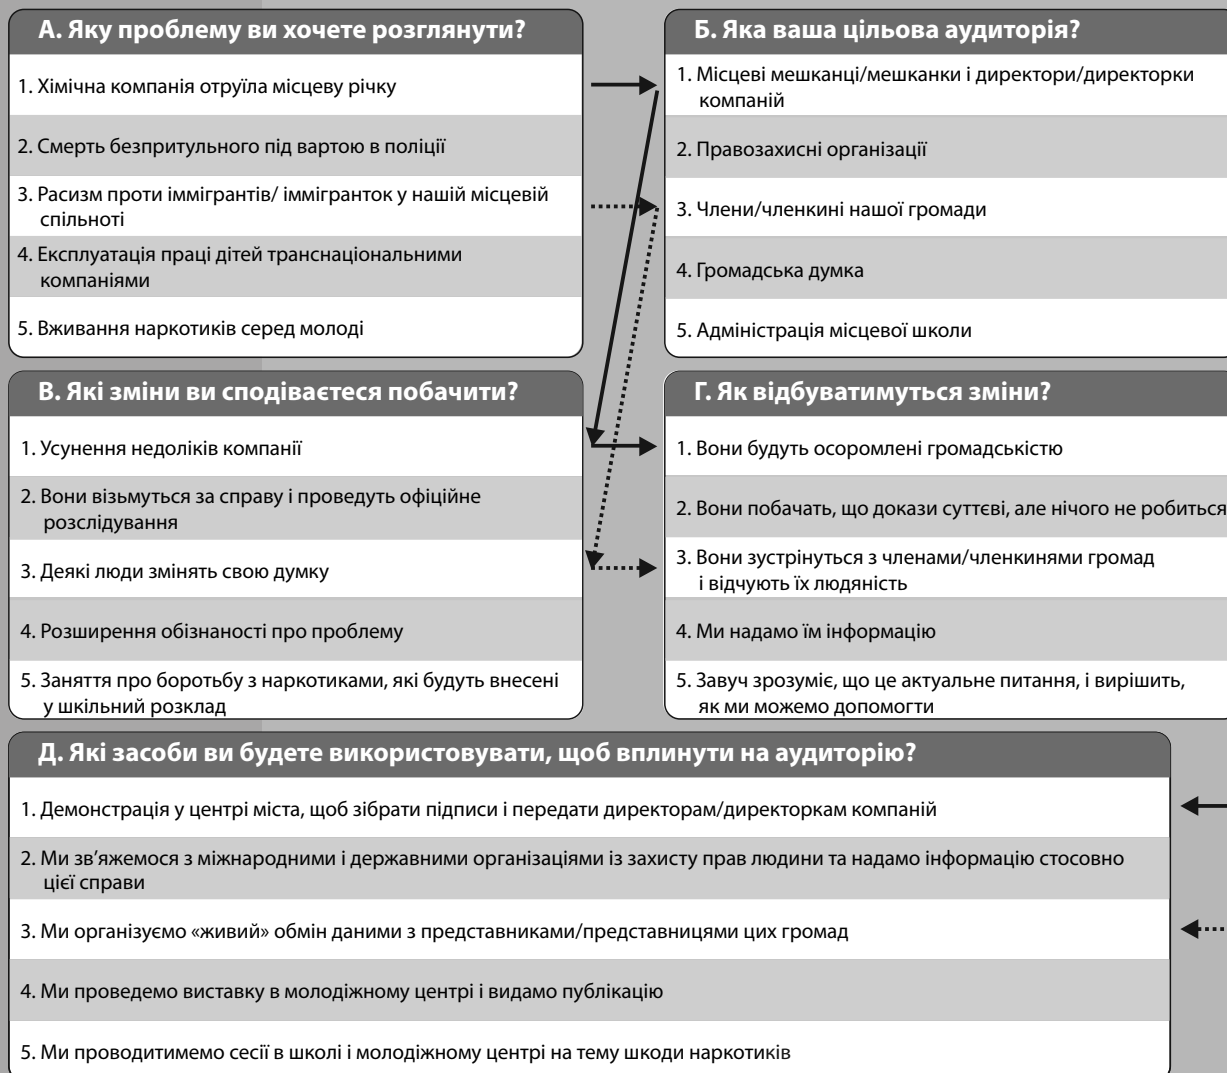 А. Яку проблему ви хочете розглянути?
1. Хімічна компанія отруїла місцеву річку
2. Смерть безпритульного під вартою в поліції
3. Расизм проти іммігрантів/ іммігранток у нашій місцевій
спільноті
4. Експлуатація праці дітей транснаціональними
компаніями
5. Вживання наркотиків серед молоді
Б. Яка ваша цільова аудиторія?
1. Місцеві мешканці/мешканки і директори/директорки
компаній
2. Правозахисні організації
3. Члени/членкині нашої громади
4. Громадська думка
5. Адміністрація місцевої школи
В. Які зміни ви сподіваєтеся побачити?
1. Усунення недоліків компанії
2. Вони візьмуться за справу і проведуть офіційне
розслідування
3. Деякі люди змінять свою думку
4. Розширення обізнаності про проблему
5. Заняття про боротьбу з наркотиками, які будуть внесені
у шкільний розклад
Г. Як відбуватимуться зміни?
1. Вони будуть осоромлені громадськістю
2. Вони побачать, що докази суттєві, але нічого не робиться
3. Вони зустрінуться з членами/членкинями громад
і відчують їх людяність
4. Ми надамо їм інформацію
5. Завуч зрозуміє, що це актуальне питання, і вирішить,
як ми можемо допомогти
Д. Які засоби ви будете використовувати, щоб вплинути на аудиторію?
1. Демонстрація у центрі міста, щоб зібрати підписи і передати директорам/директоркам компаній
2. Ми зв’яжемося з міжнародними і державними організаціями із захисту прав людини та надамо інформацію стосовно
цієї справи
3. Ми організуємо «живий» обмін даними з представниками/представницями цих громад
4. Ми проведемо виставку в молодіжному центрі і видамо публікацію
5. Ми проводитимемо сесії в школі і молодіжному центрі на тему шкоди наркотиків